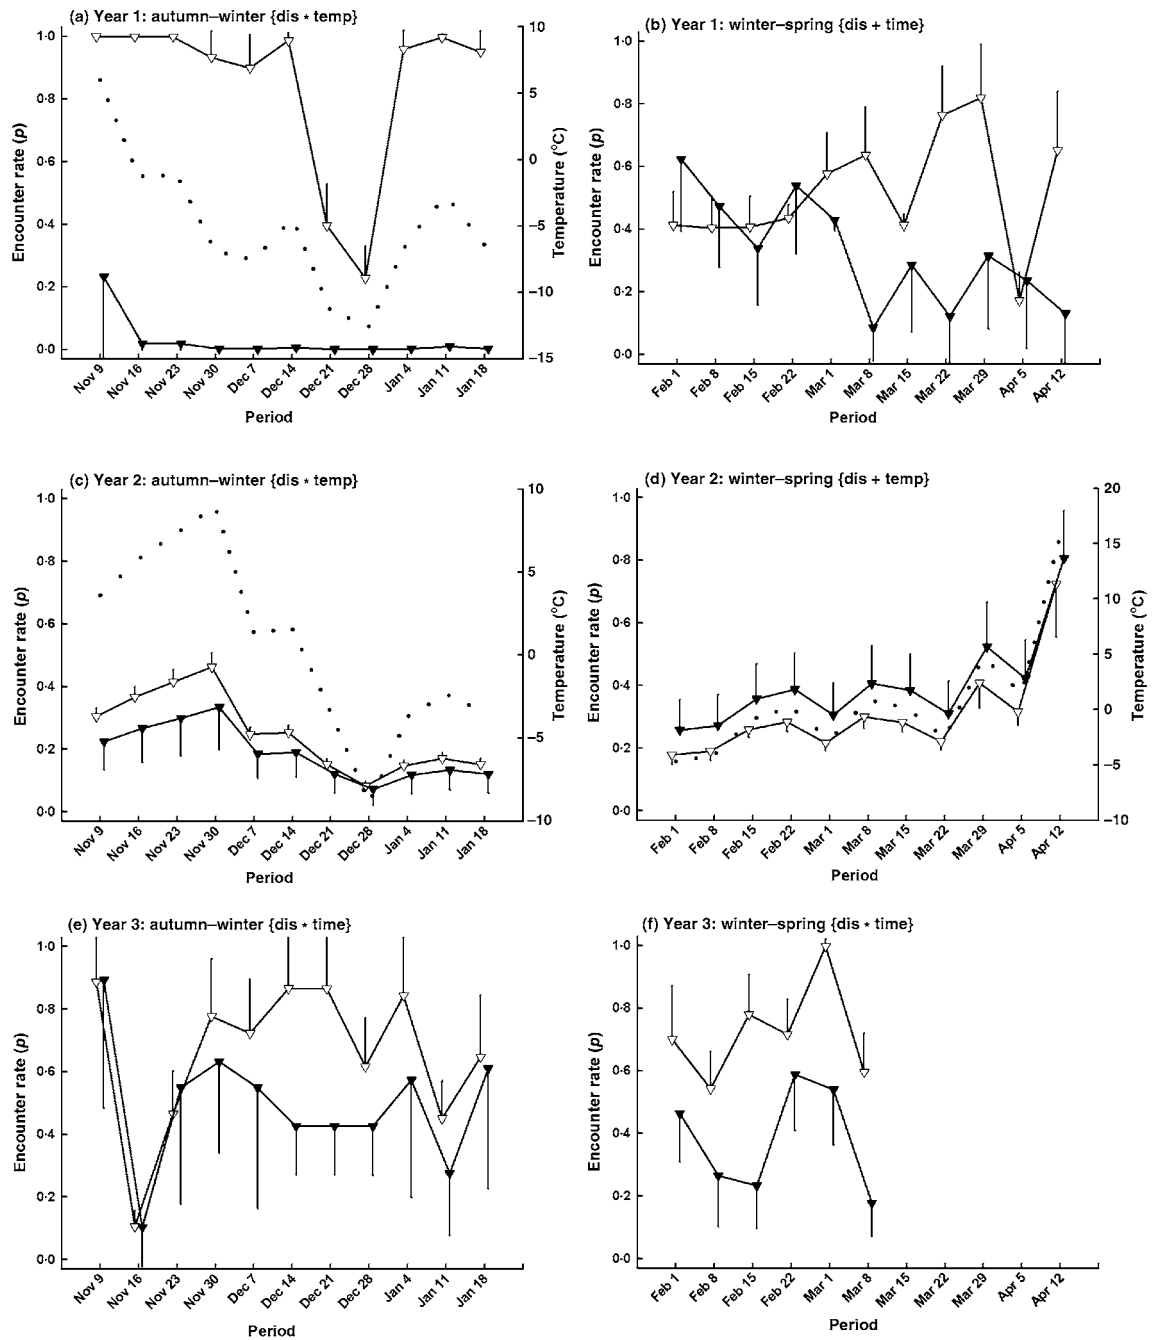 (a) Year 1: autumn–winter {dis * temp}
1·0
0·8
0·6
0·4
0·2
0·0
Encounter rate (p)
10
5
0
–5
–10
–15
Temperature (°C)
Nov 9 Nov 16 Nov 23 Nov 30 Dec 7 Dec 14 Dec 21 Dec 28 Jan 4 Jan 11 Jan 18
Period
(b) Year 1: winter–spring {dis + time}
1·0
0·8
0·6
0·4
0·2
0·0
Encounter rate (p)
Feb 1 Feb 8 Feb 15 Feb 22 Mar 1 Mar 8 Mar 15 Mar 22 Mar 29 Apr 5 Apr 12
Period
(c) Year 2: autumn–winter {dis * temp}
1·0
0·8
0·6
0·4
0·2
0·0
Encounter rate (p)
10
5
0
–5
–10
Temperature (°C)
Nov 9 Nov 16 Nov 23 Nov 30 Dec 7 Dec 14 Dec 21 Dec 28 Jan 4 Jan 11 Jan 18
Period
(d) Year 2: winter–spring {dis + temp}
1·0
0·8
0·6
0·4
0·2
0·0
Encounter rate (p)
20
15
10
5
0
–5
–10
Temperature (°C)
Feb 1 Feb 8 Feb 15 Feb 22 Mar 1 Mar 8 Mar 15 Mar 22 Mar 29 Apr 5 Apr 12
Period
(e) Year 3: autumn–winter {dis * time}
1·0
0·8
0·6
0·4
0·2
0·0
Encounter rate (p)
Nov 9 Nov 16 Nov 23 Nov 30 Dec 7 Dec 14 Dec 21 Dec 28 Jan 4 Jan 11 Jan 18
Period
(f) Year 3: winter–spring {dis * time}
1·0
0·8
0·6
0·4
0·2
0·0
Encounter rate (p)
Feb 1 Feb 8 Feb 15 Feb 22 Mar 1 Mar 8 Mar 15 Mar 22 Mar 29 Apr 5 Apr 12
Period